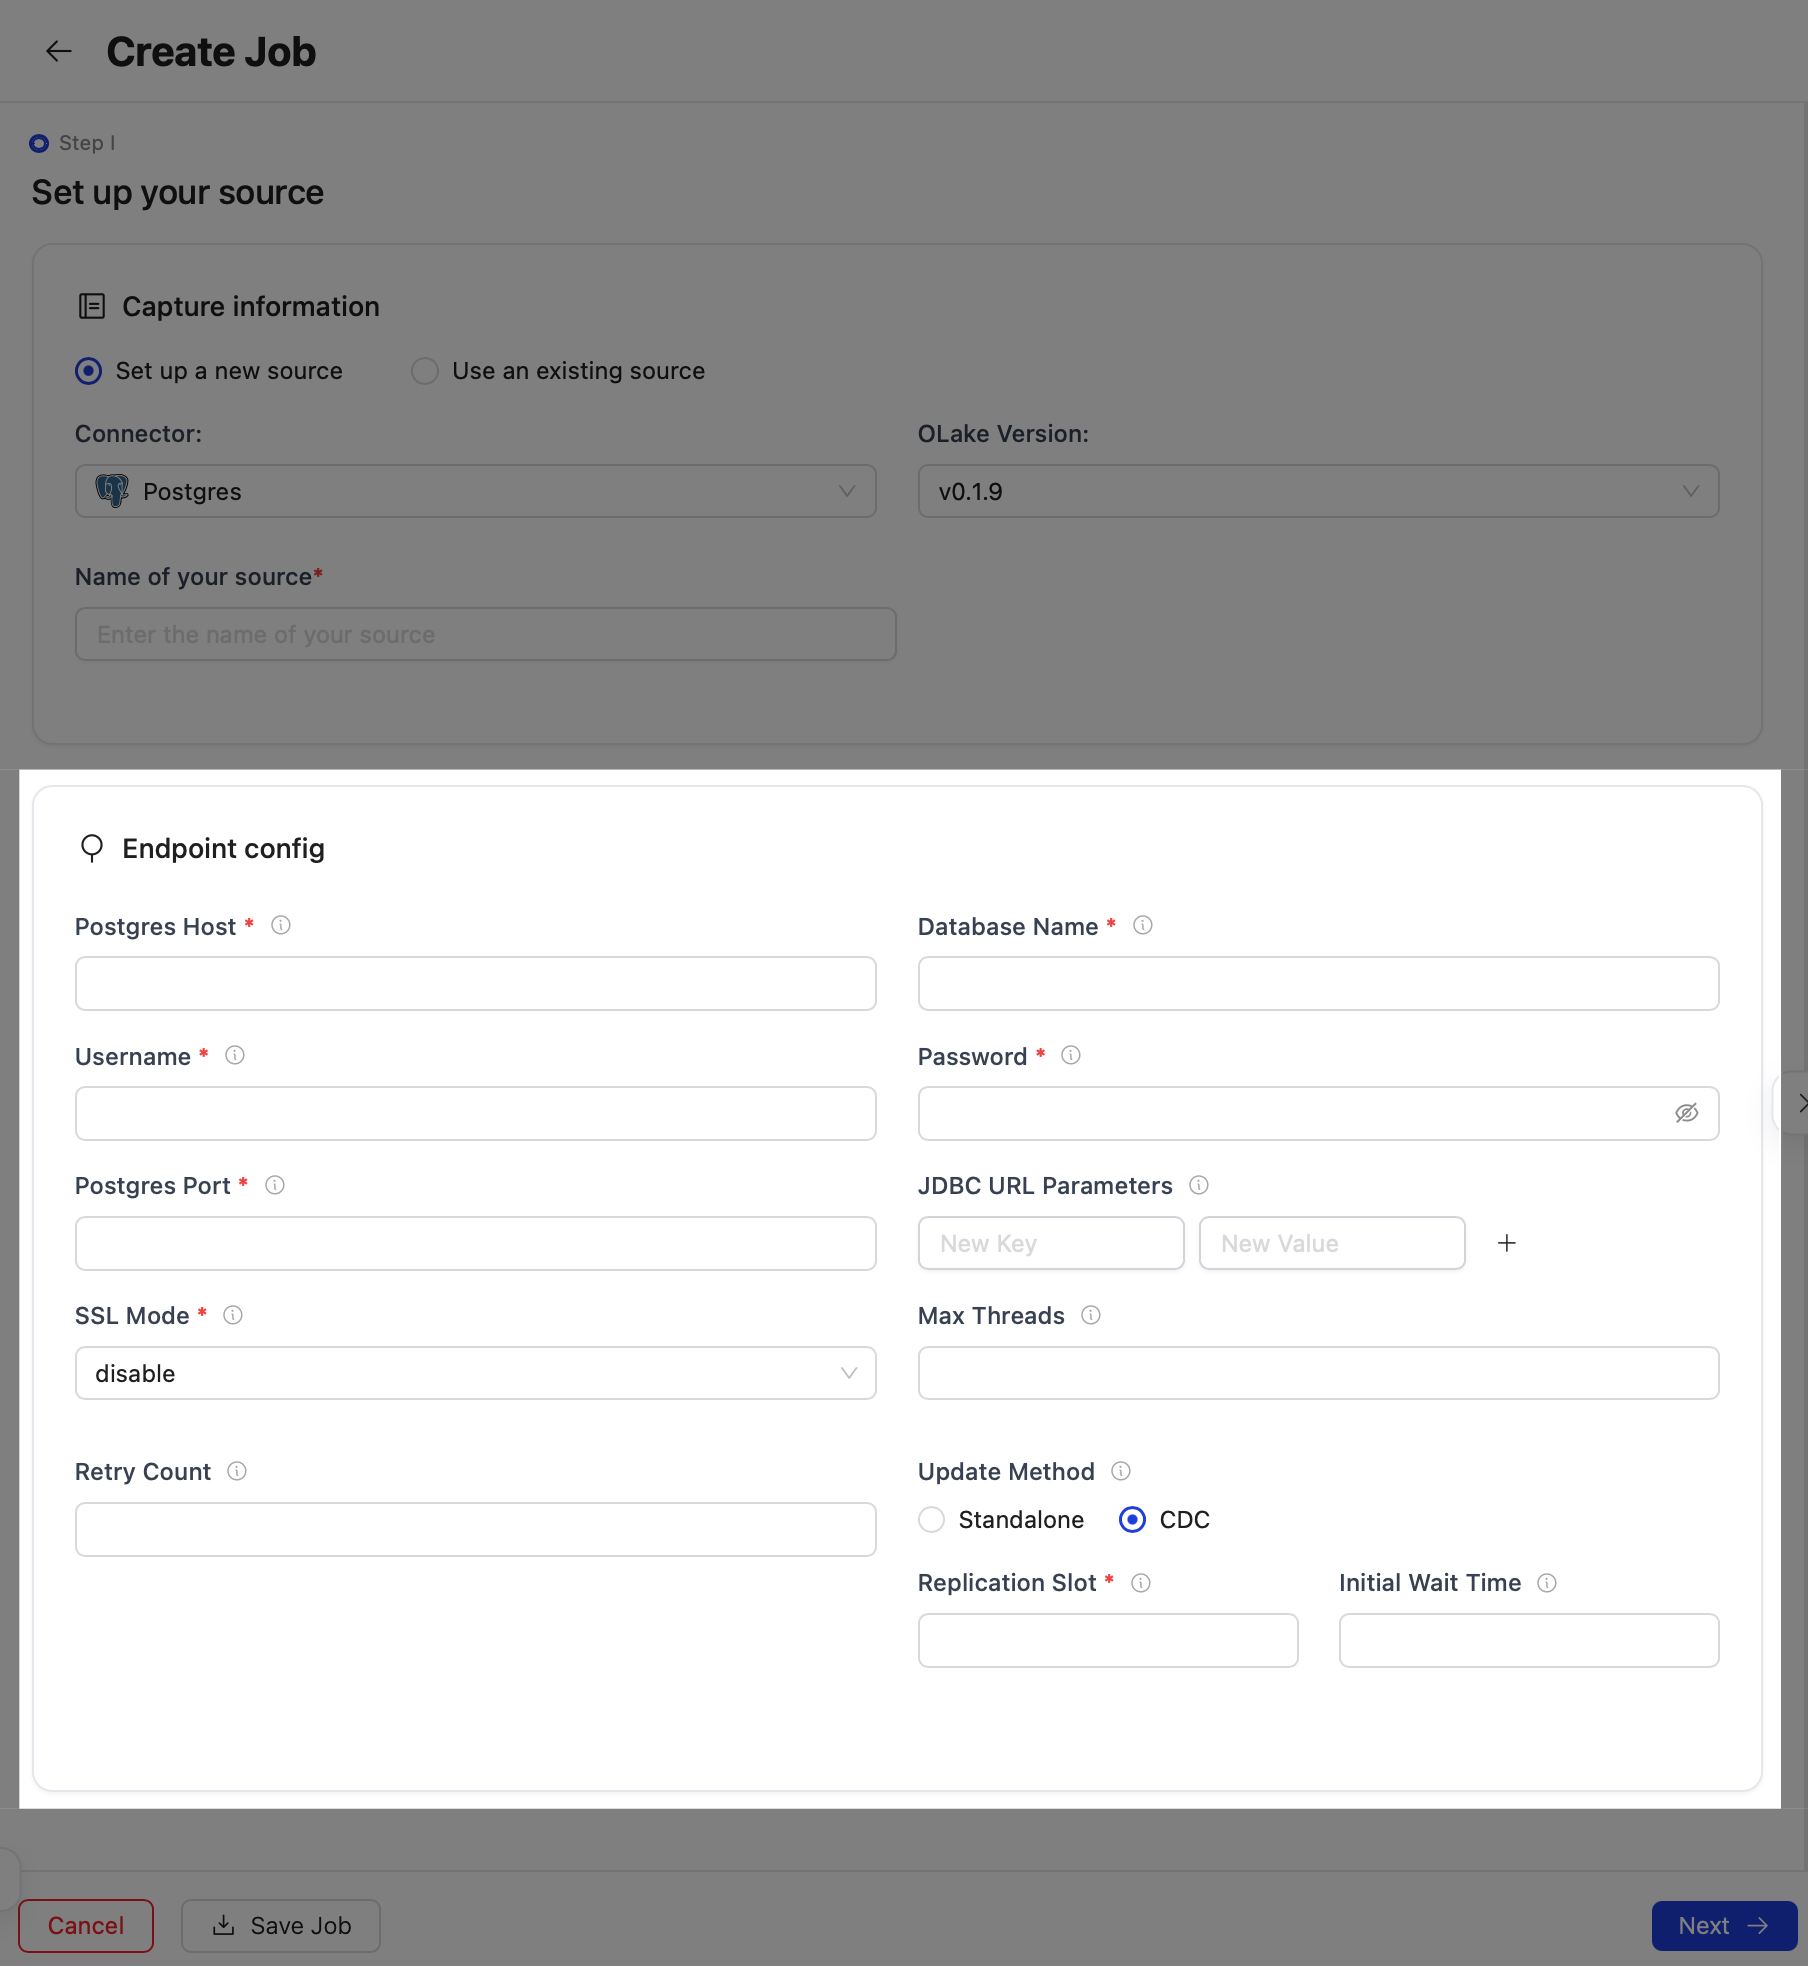 Create Job
Step I
Set up your source
Capture information
Set up a new source Use an existing source
Connector: OLake Version:
Postgres v0.1.9
Name of your source*
Enter the name of your source
Endpoint config
Postgres Host * Database Name *
Username * Password *
Postgres Port * JDBC URL Parameters
New Key New Value
SSL Mode * Max Threads
disable
Retry Count Update Method
Standalone CDC
Replication Slot * Initial Wait Time
Cancel Save Job Next